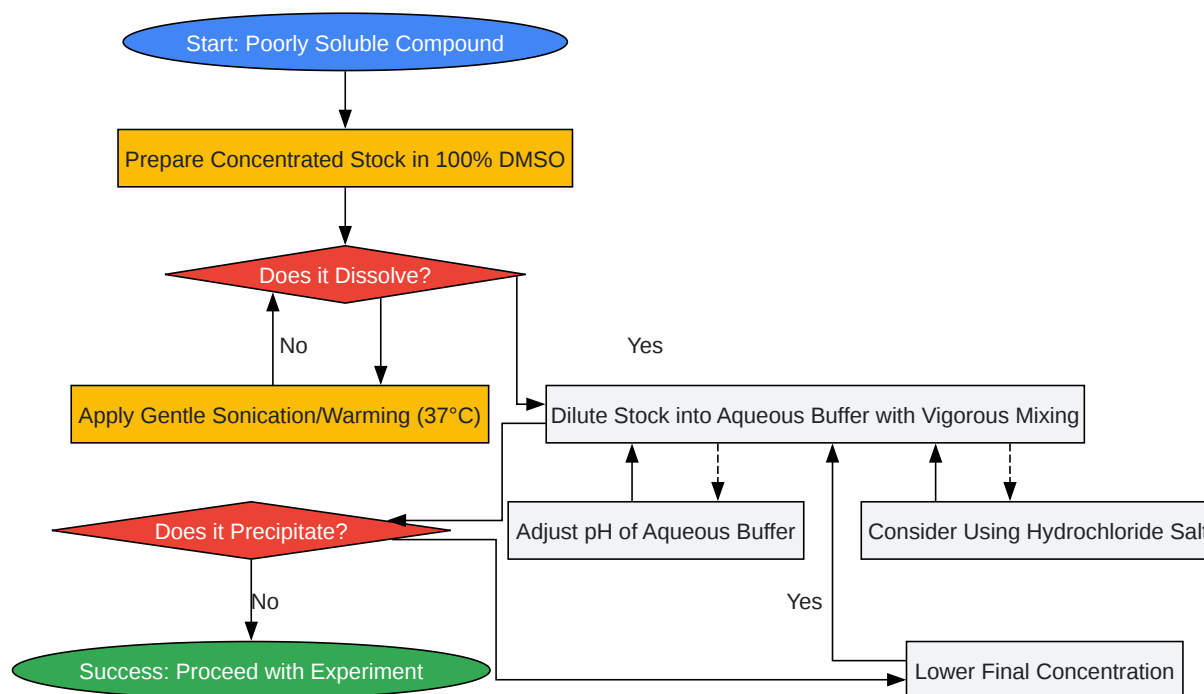 Start: Poorly Soluble Compound
Prepare Concentrated Stock in 100% DMSO
Does it Dissolve?
No
Yes
Apply Gentle Sonication/Warming (37°C)
Dilute Stock into Aqueous Buffer with Vigorous Mixing
Does it Precipitate?
Adjust pH of Aqueous Buffer
Consider Using Hydrochloride Salt
No
Yes
Success: Proceed with Experiment
Lower Final Concentration